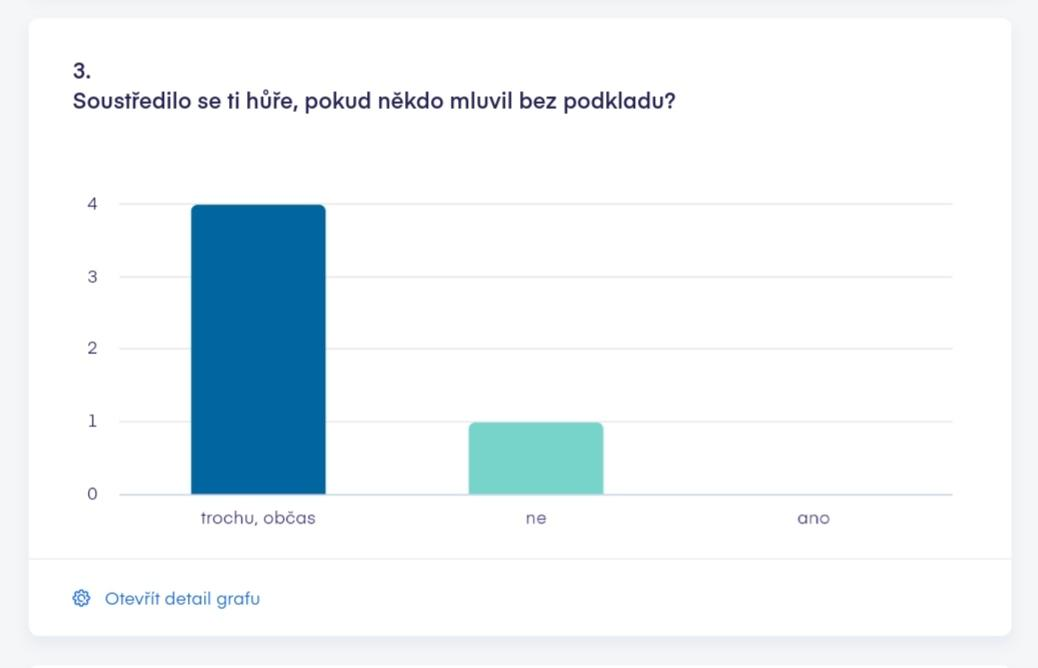 3.
Soustředilo se ti hůře, pokud někdo mluvil bez podkladu?
4
3
2
1
0
trochu, občas
ne
ano
Otevřít detail grafu